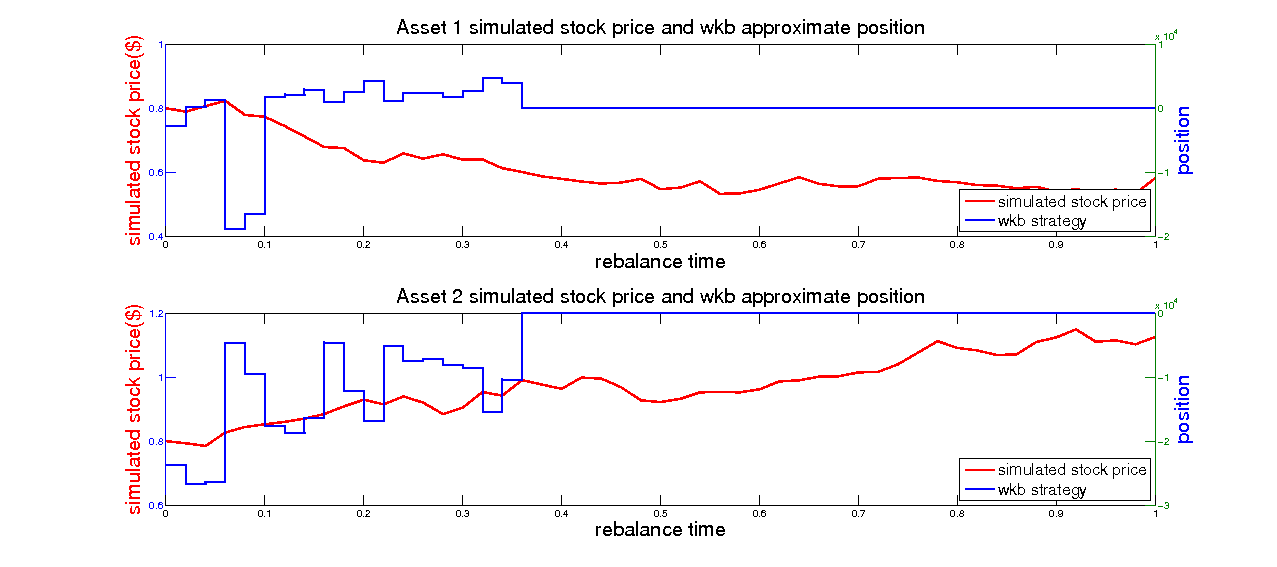 Asset 1 simulated stock price and wkb approximate position
x 10^4
simulated stock price($)
1
0.8
0.6
0.4
1
0
−1
−2
position
simulated stock price
wkb strategy
0 0.1 0.2 0.3 0.4 0.5 0.6 0.7 0.8 0.9 1
rebalance time
Asset 2 simulated stock price and wkb approximate position
x 10^4
simulated stock price($)
1.2
1
0.8
0.6
0
−1
−2
−3
position
simulated stock price
wkb strategy
0 0.1 0.2 0.3 0.4 0.5 0.6 0.7 0.8 0.9 1
rebalance time